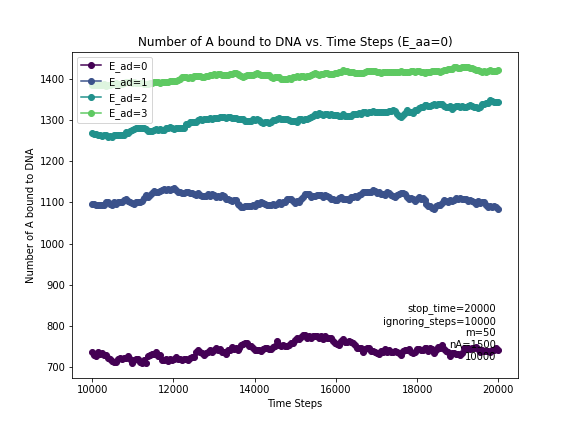 Number of A bound to DNA vs. Time Steps (E_aa=0)
E_ad=0
E_ad=1
E_ad=2
E_ad=3
Number of A bound to DNA
1400
1300
1200
1100
1000
900
800
700
stop_time=20000
ignoring_steps=10000
m=50
nA=1500
10000
10000 12000 14000 16000 18000 20000
Time Steps